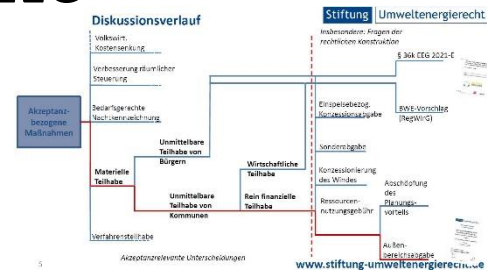 Diskussionsverlauf
Stiftung Umweltenergierecht
Insbesondere: Fragen der
rechtlichen Konstruktion
Volkswirt.
Kostensenkung
§ 36k EEG 2021-E
Verbesserung räumlicher
Steuerung
Akzeptanz-
bezogene
Maßnahmen
Bedarfsgerechte
Nachtkennzeichnung
Einspeisebezog.
Konzessionsabgabe
BWE-Vorschlag
(RegWirG)
Unmittelbare
Teilhabe von
Bürgern
Sonderabgabe
Materielle
Teilhabe
Wirtschaftliche
Teilhabe
Konzessionierung
des Windes
Abschöpfung
des
Planungs-
vorteils
Unmittelbare
Teilhabe von
Kommunen
Rein finanzielle
Teilhabe
Ressourcen-
nutzungsgebühr
Verfahrensteilhabe
Außen-
bereichsabgabe
5
Akzeptanzrelevante Unterscheidungen
www.stiftung-umweltenergierecht.de